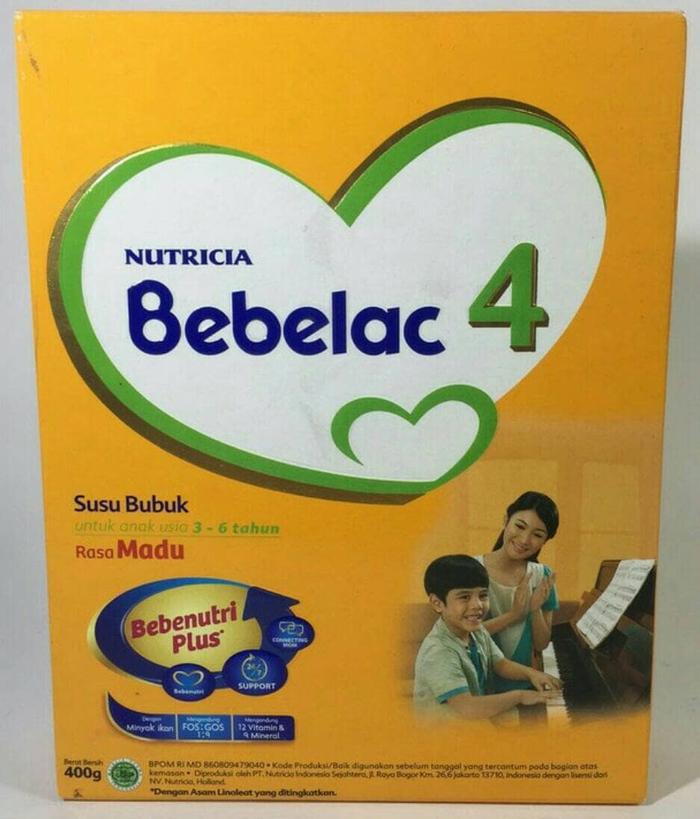 NUTRICIA
Bebelac 4
Susu Bubuk
untuk anak usia 3 - 6 tahun
Rasa Madu
Bebenutri
Plus*
CONNECTING
MOM
Bebenutri
24/7
SUPPORT
Dengan
Minyak ikan
Mengandung
FOS:GOS
1:9
Mengandung
12 Vitamin &
9 Mineral
Berat Bersih
400g
BPOM RI MD 860809479040 • Kode Produksi/Baik digunakan sebelum tanggal yang tercantum pada bagian atas
kemasan • Diproduksi oleh PT. Nutricia Indonesia Sejahtera, Jl. Raya Bogor Km. 26,6 Jakarta 13710, Indonesia dengan lisensi dari
NV. Nutricia, Holland.
*Dengan Asam Linoleat yang ditingkatkan.